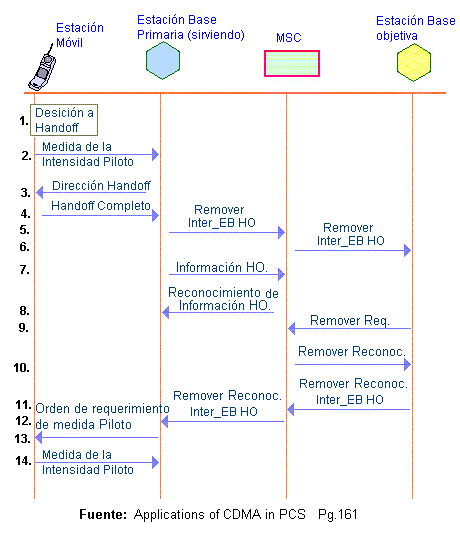 Estación
Móvil
Estación Base
Primaria (sirviendo)
MSC
Estación Base
objetiva
1.
Desición a
Handoff
2.
Medida de la
Intensidad Piloto
3.
Dirección Handoff
4.
Handoff Completo
5.
Remover
Inter_EB HO
6.
Remover
Inter_EB HO
7.
Información HO.
8.
Reconocimiento de
Información HO.
9.
Remover Req.
10.
Remover Reconoc.
11.
Remover Reconoc.
Inter_EB HO
12.
Remover Reconoc.
Inter_EB HO
13.
Orden de requerimiento
de medida Piloto
14.
Medida de la
Intensidad Piloto
Fuente: Applications of CDMA in PCS Pg.161